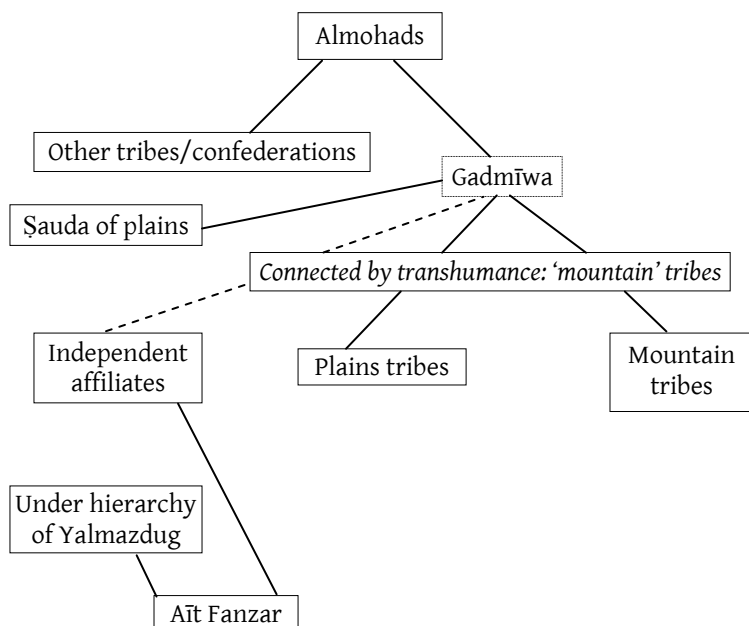 Almohads
Other tribes/confederations
Gadmīwa
Ṣauda of plains
Connected by transhumance: ‘mountain’ tribes
Independent
affiliates
Plains tribes
Mountain
tribes
Under hierarchy
of Yalmazdug
Aīt Fanzar